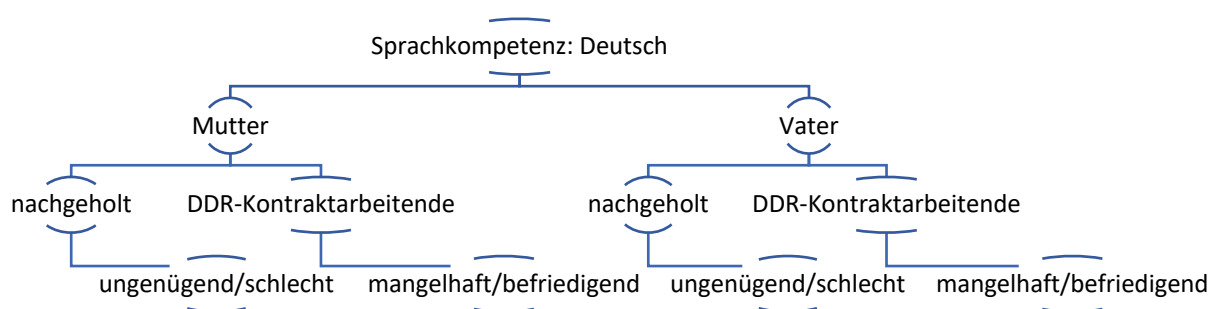 Sprachkompetenz: Deutsch
Mutter Vater
nachgeholt DDR-Kontraktarbeitende nachgeholt DDR-Kontraktarbeitende
ungenügend/schlecht mangelhaft/befriedigend ungenügend/schlecht mangelhaft/befriedigend